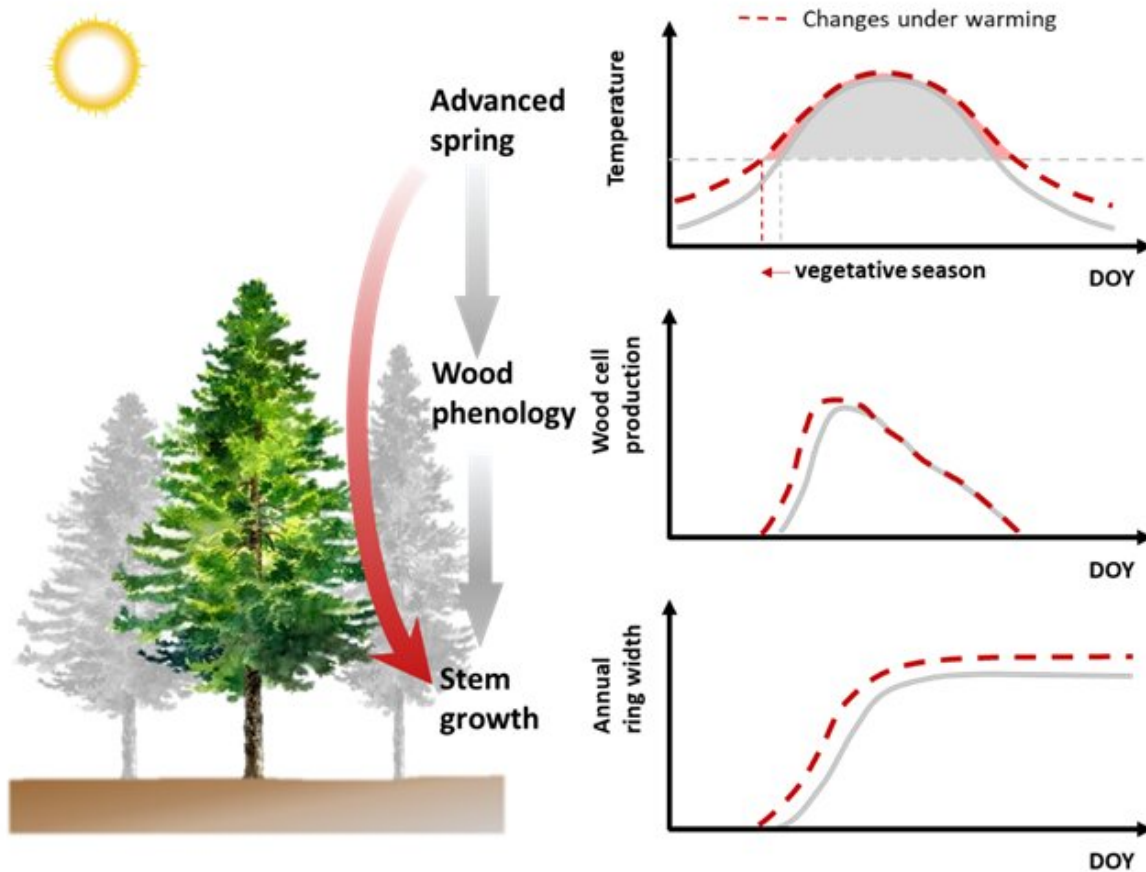 Advanced
spring
Wood
phenology
Stem
growth
Changes under warming
Temperature
vegetative season
DOY
Wood cell
production
DOY
Annual
ring width
DOY